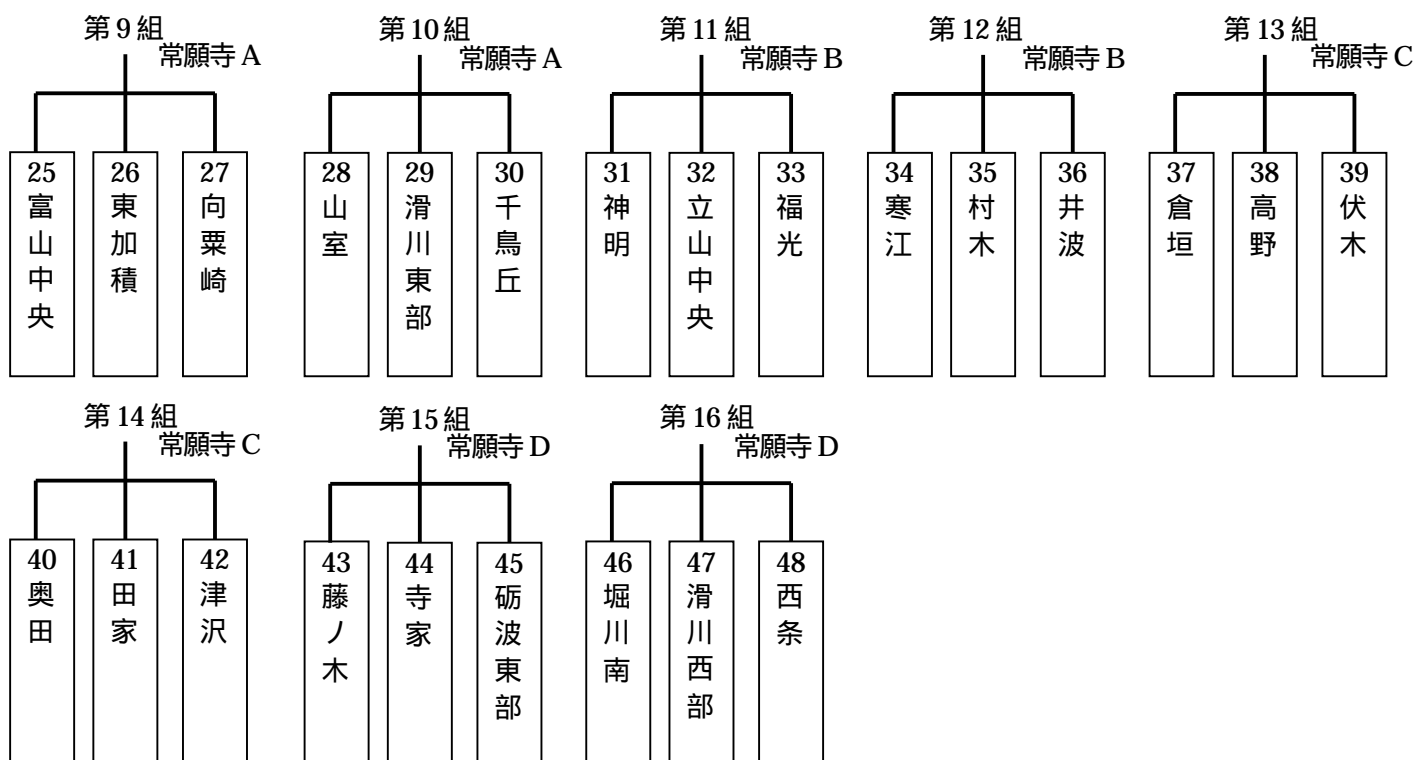 第9組
常願寺A
25 富山中央
26 東加積
27 向粟崎
第10組
常願寺A
28 山室
29 滑川東部
30 千鳥丘
第11組
常願寺B
31 神明
32 立山中央
33 福光
第12組
常願寺B
34 寒江
35 村木
36 井波
第13組
常願寺C
37 倉垣
38 高野
39 伏木
第14組
常願寺C
40 奥田
41 田家
42 津沢
第15組
常願寺D
43 藤ノ木
44 寺家
45 砺波東部
第16組
常願寺D
46 堀川南
47 滑川西部
48 西条